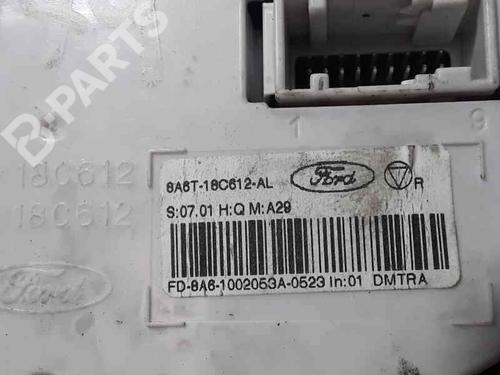 B-PARTS
1 9
18C612
18C612
8A6T-18C612-AL
Ford
R
S:07.01 H:Q M:A29
FD-8A6-1002053A-0523 In:01 DMTRA
Ford